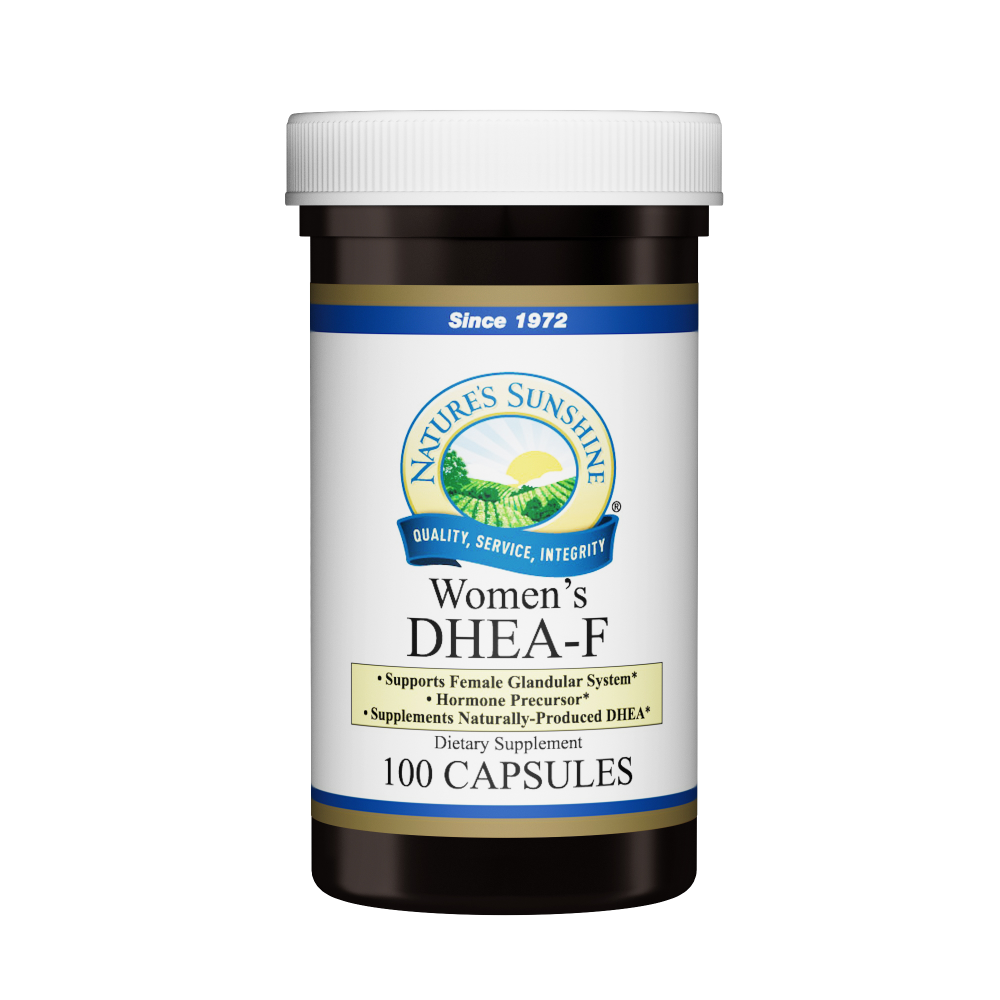 Since 1972
NATURE'S SUNSHINE
®
QUALITY, SERVICE, INTEGRITY
Women's
DHEA-F
• Supports Female Glandular System*
• Hormone Precursor*
• Supplements Naturally-Produced DHEA*
Dietary Supplement
100 CAPSULES